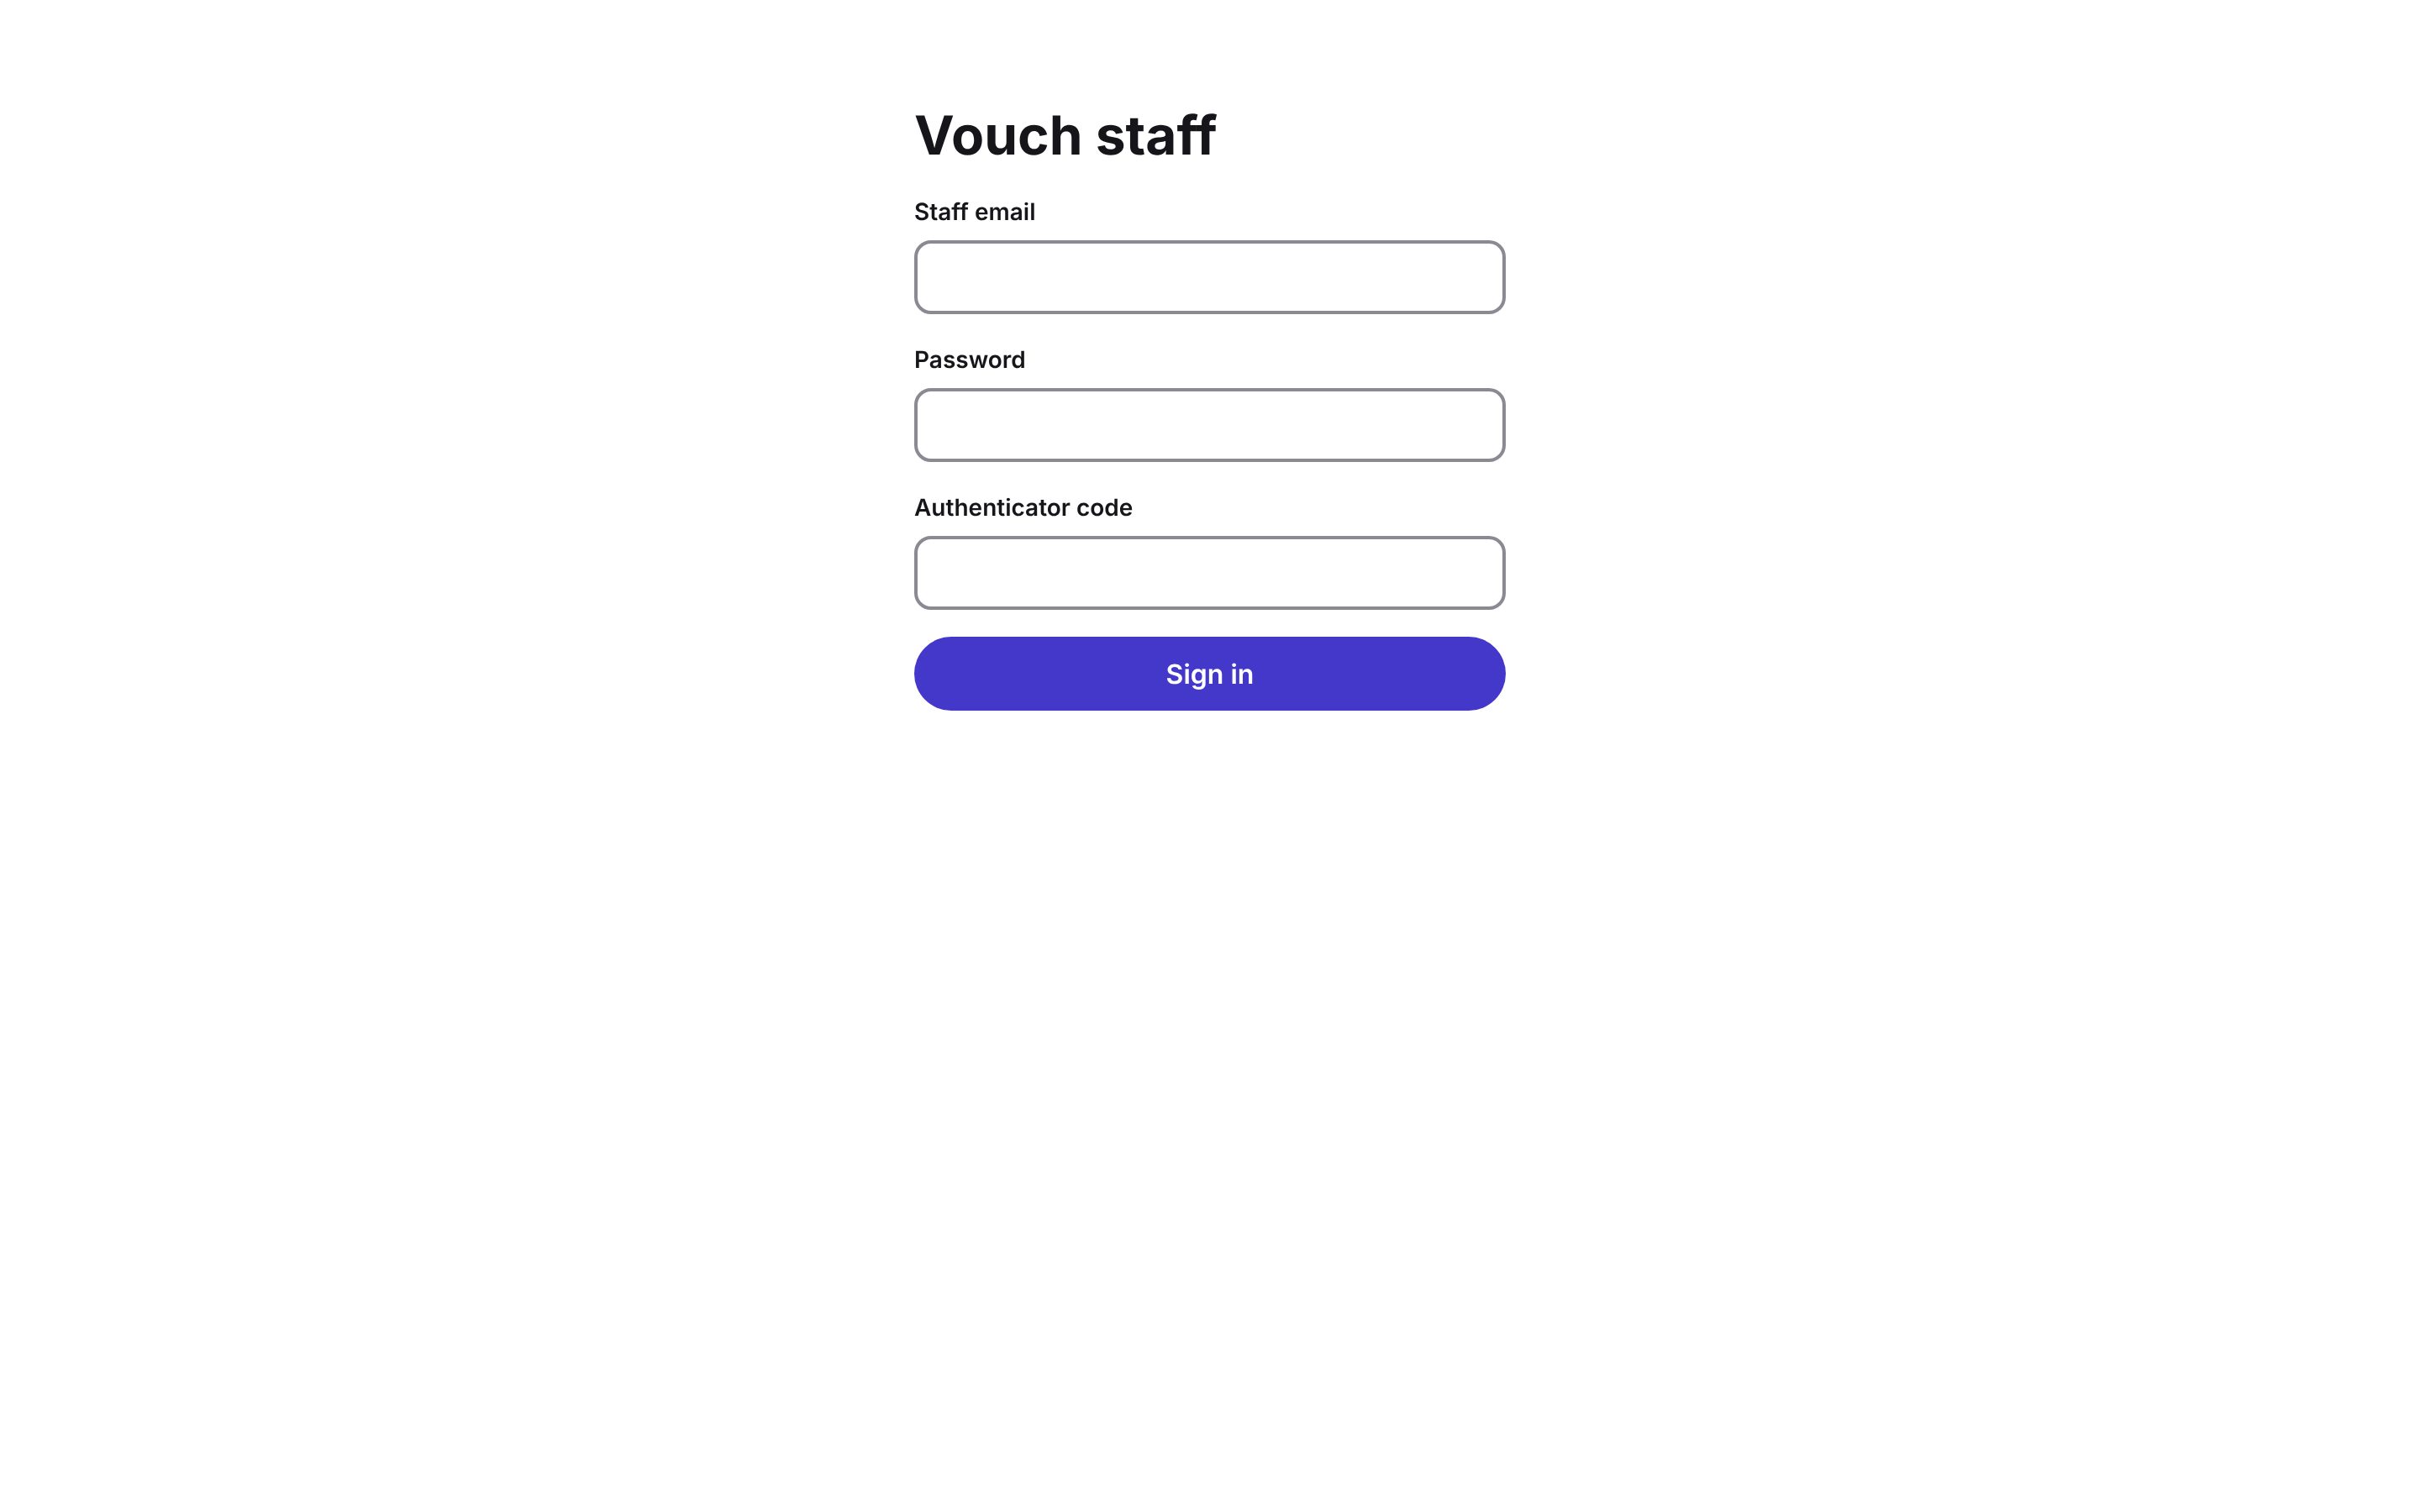 Vouch staff
Staff email
Password
Authenticator code
Sign in